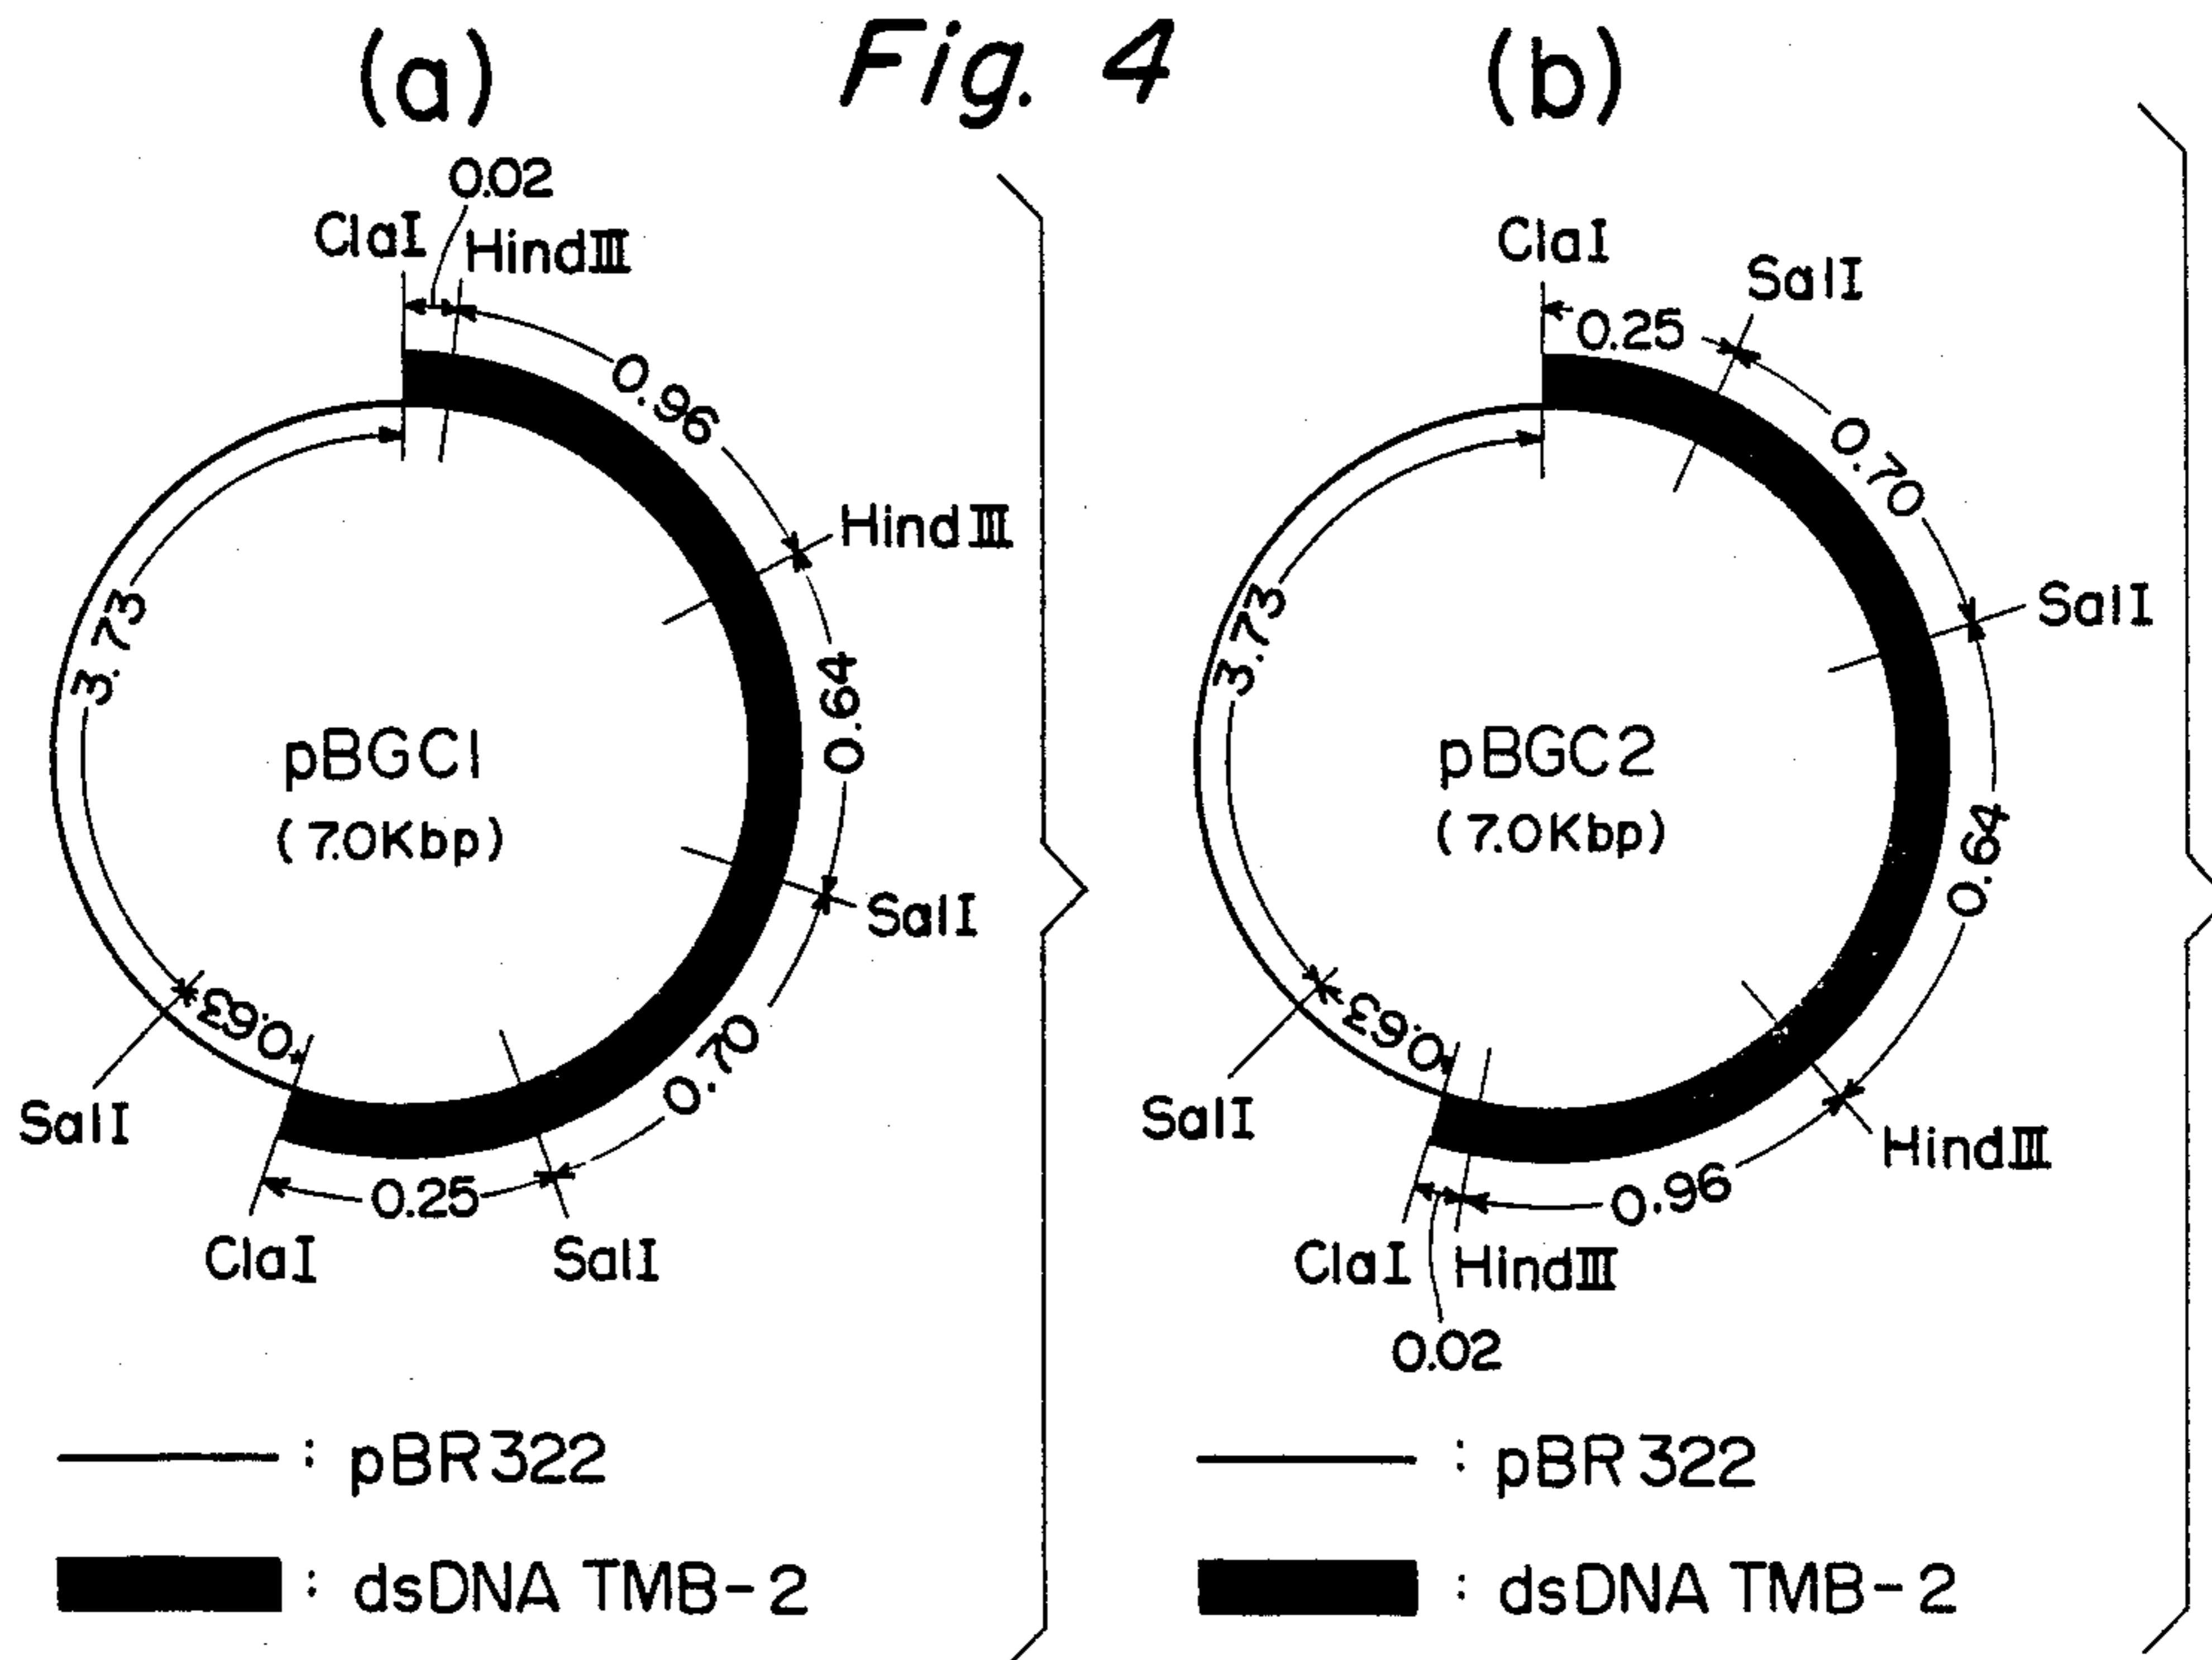 Fig. 4
(a)
0.02
ClaI
HindIII
0.96
HindIII
0.64
3.73
pBGC1
(7.0Kbp)
SalI
0.63
0.70
SalI
0.25
ClaI
SalI
: pBR322
: dsDNA TMB-2
(b)
ClaI
SalI
0.25
0.70
SalI
3.73
pBGC2
(7.0Kbp)
0.64
0.63
SalI
HindIII
0.96
ClaI
HindIII
0.02
: pBR322
: dsDNA TMB-2